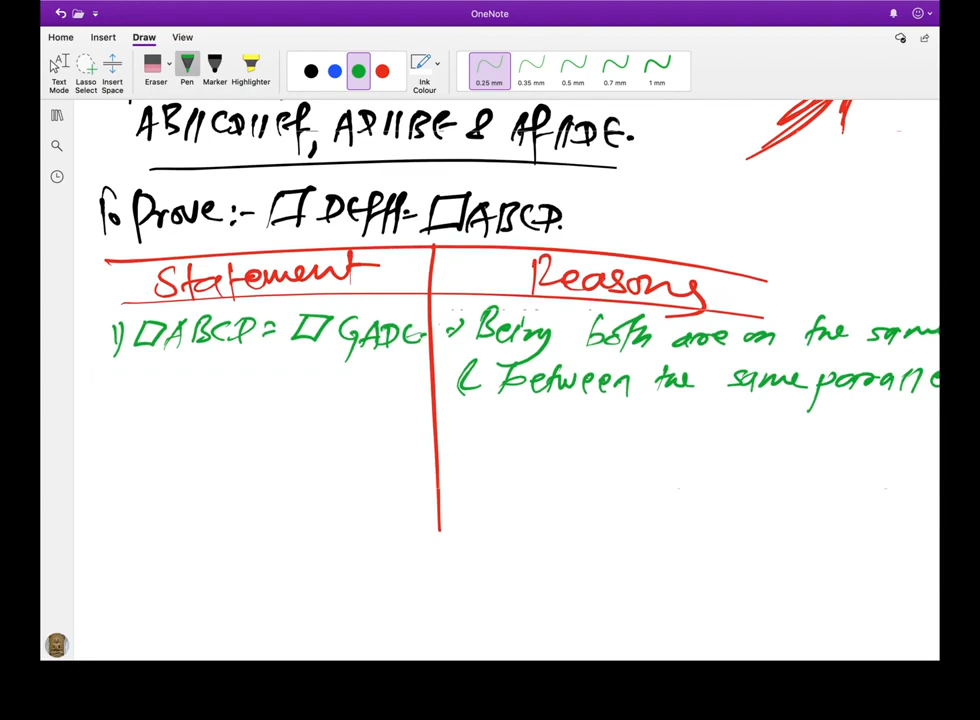 OneNote
Home Insert Draw View
Text Mode Lasso Select Insert Space Eraser Pen Marker Highlighter Ink Colour 0.25 mm 0.35 mm 0.5 mm 0.7 mm 1 mm
AB//CD//EF, AD//BE & AF//DE.
To Prove:- ▱ DEFH = ▱ABCD.
Statement Reasons
1) ▱ABCD = ▱ GADE ⇒ Being both are on the same
& between the same paralle